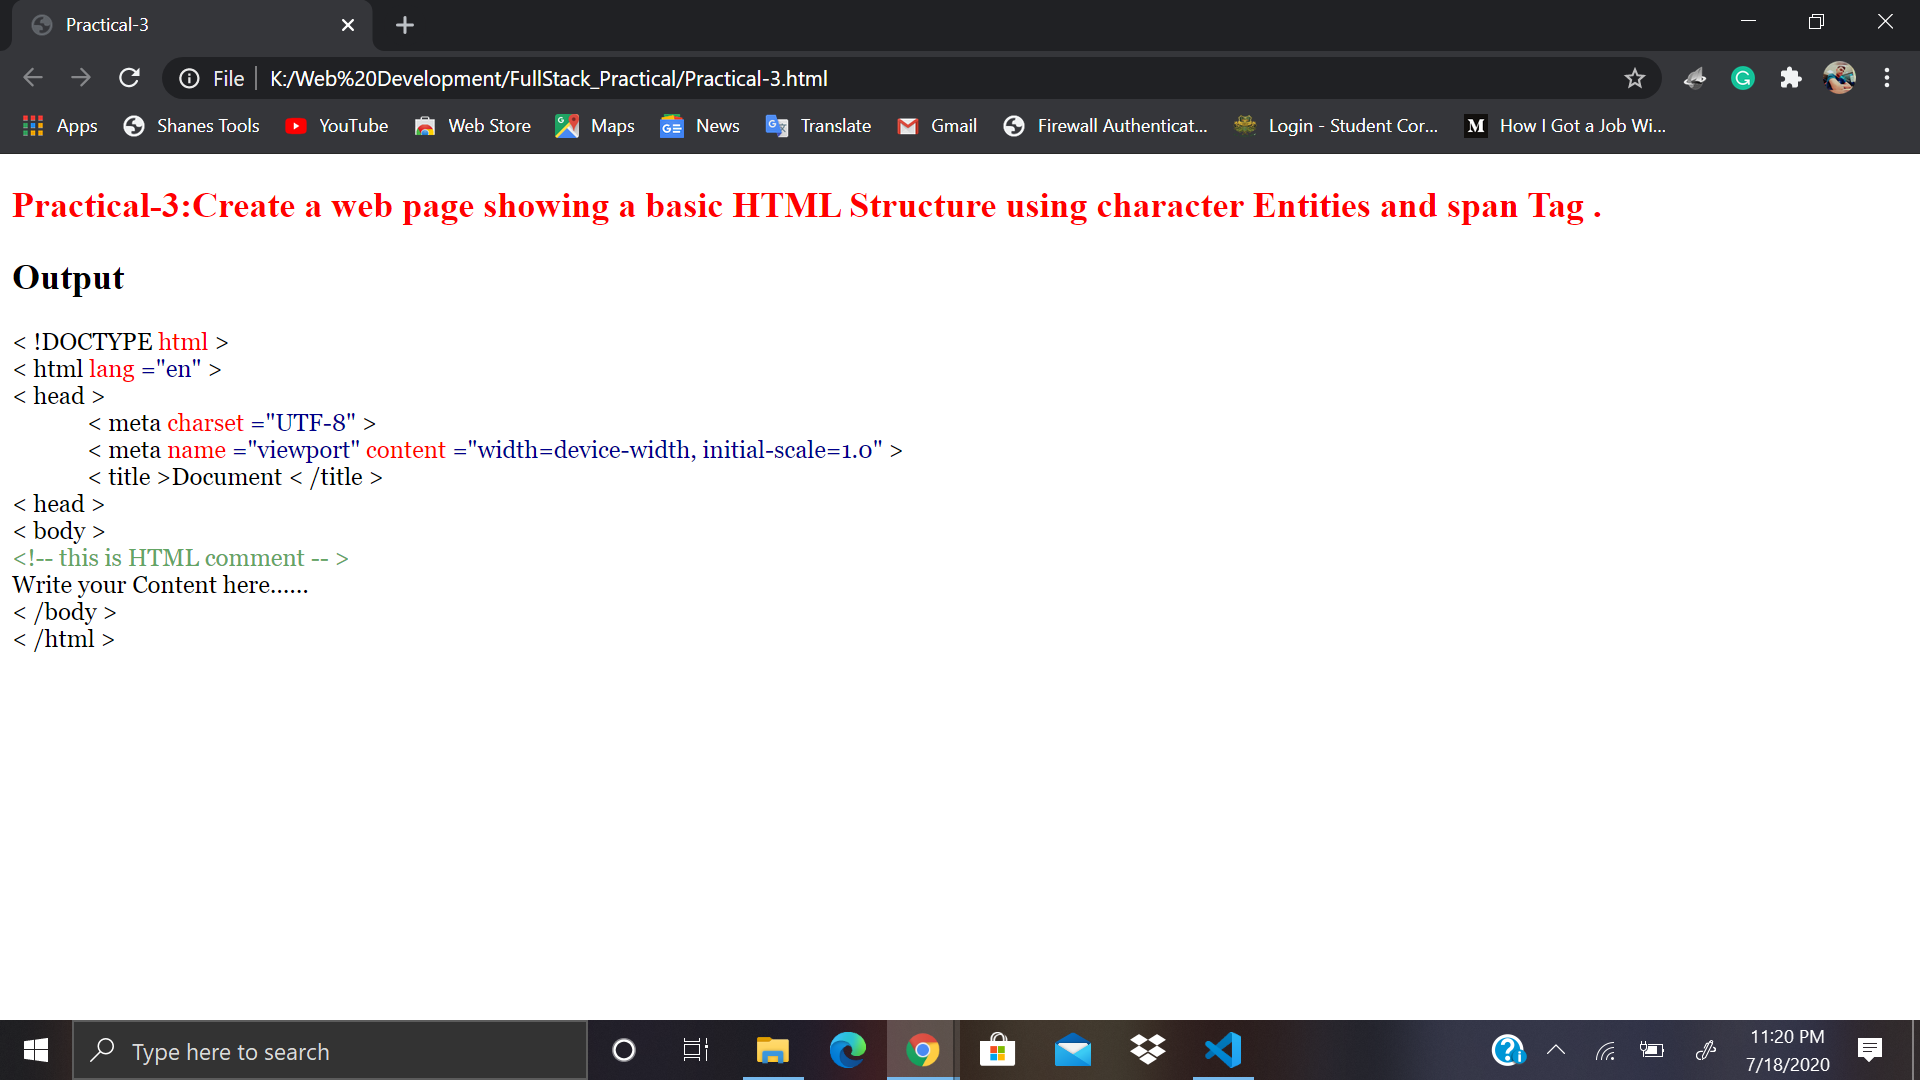 Practical-3
File K:/Web%20Development/FullStack_Practical/Practical-3.html
Apps Shanes Tools YouTube Web Store Maps News Translate Gmail Firewall Authenticat... Login - Student Cor... M How I Got a Job Wi...
Practical-3:Create a web page showing a basic HTML Structure using character Entities and span Tag .
Output
< !DOCTYPE html >
< html lang ="en" >
< head >
< meta charset ="UTF-8" >
< meta name ="viewport" content ="width=device-width, initial-scale=1.0" >
< title >Document < /title >
< head >
< body >
<!-- this is HTML comment -- >
Write your Content here......
< /body >
< /html >
Type here to search
11:20 PM
7/18/2020